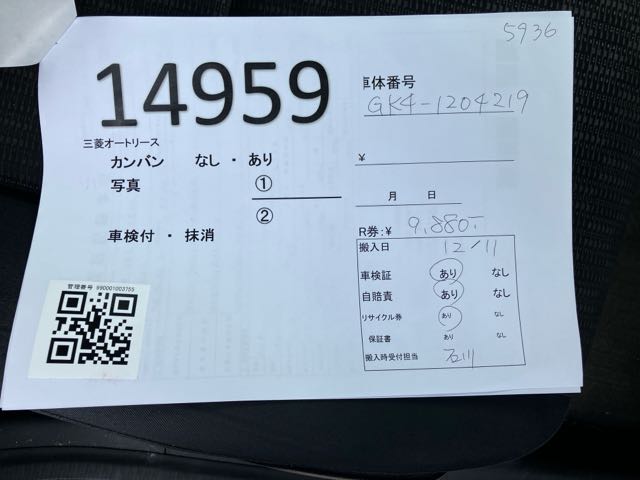 5936
14959
車体番号
GK4-1204219
三菱オートリース
カンバン なし ・ あり
¥
写真 ①
②
月 日
車検付 ・ 抹消
R券:¥ 9,880-
搬入日 12/11
車検証 あり なし
自賠責 あり なし
リサイクル券 あり なし
保証書 あり なし
搬入時受付担当 石川
管理番号 990001003755